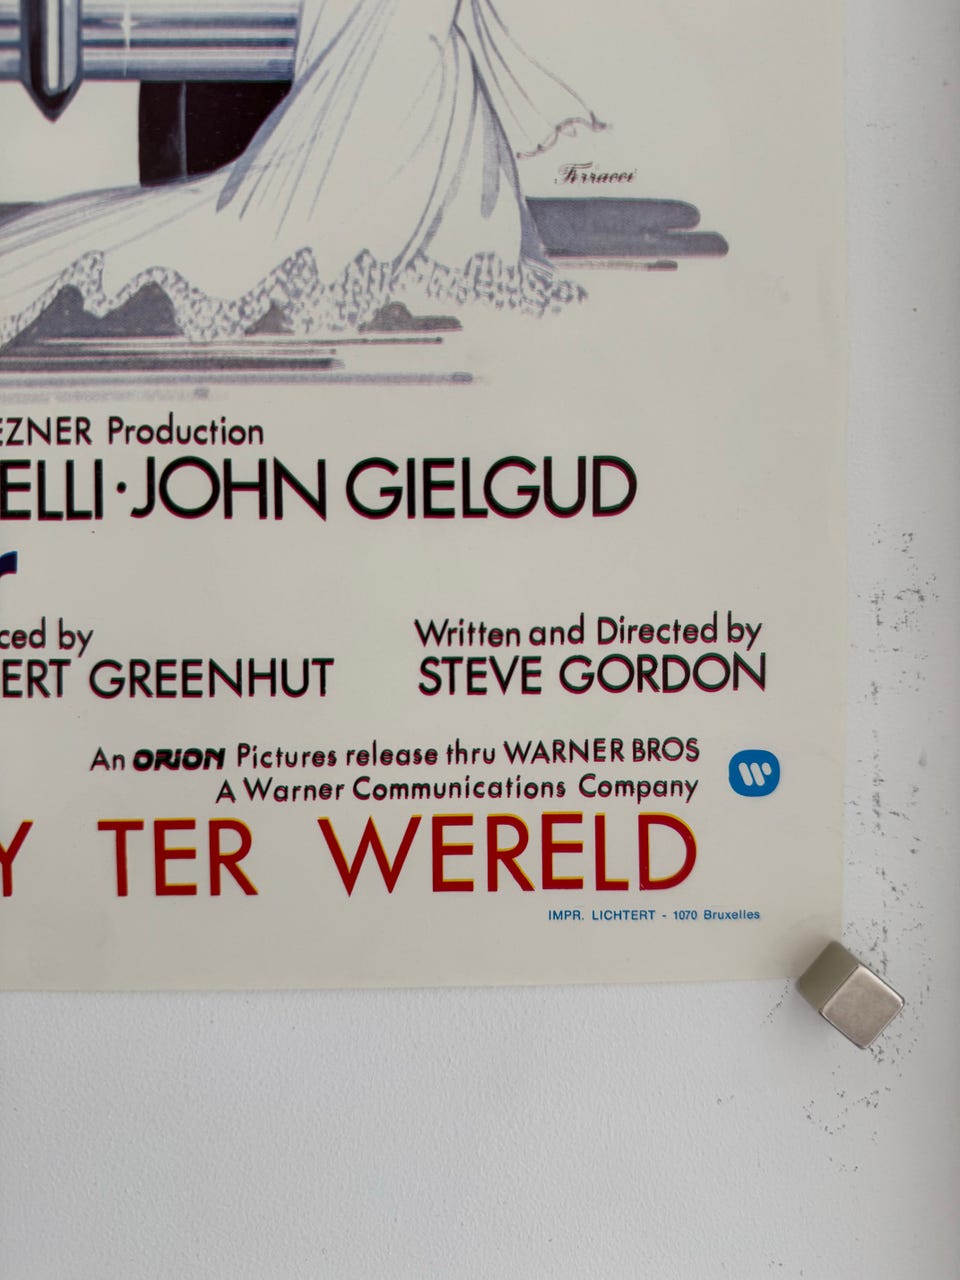 Ferracci
EZNER Production
ELLI·JOHN GIELGUD
r
ced by
Written and Directed by
ERT GREENHUT
STEVE GORDON
An ORION Pictures release thru WARNER BROS
A Warner Communications Company
Y TER WERELD
IMPR. LICHTERT - 1070 Bruxelles